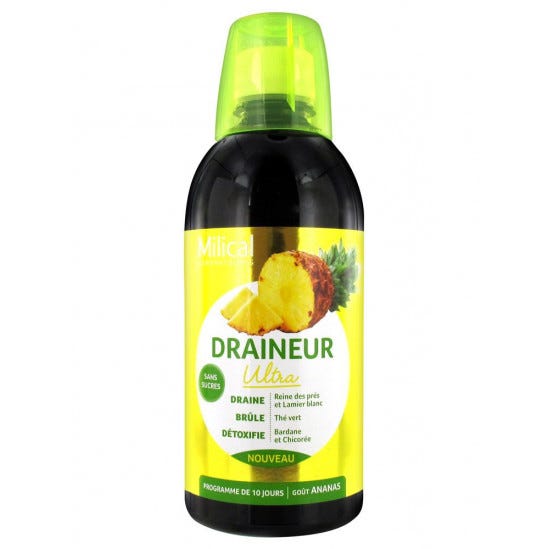 Milical
DRAINEUR
Ultra
SANS
SUCRES
DRAINE Reine des prés
et Lamier blanc
BRÛLE Thé vert
DÉTOXIFIE Bardane
et Chicorée
NOUVEAU
PROGRAMME DE 10 JOURS | GOÛT ANANAS